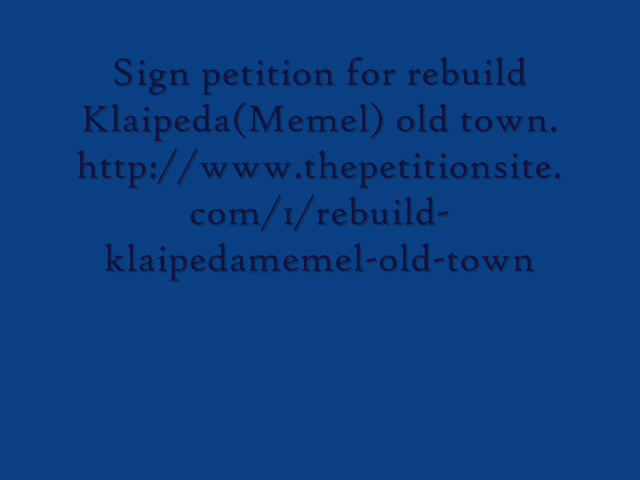 Sign petition for rebuild
Klaipeda(Memel) old town.
http://www.thepetitionsite.
com/1/rebuild-
klaipedamemel-old-town